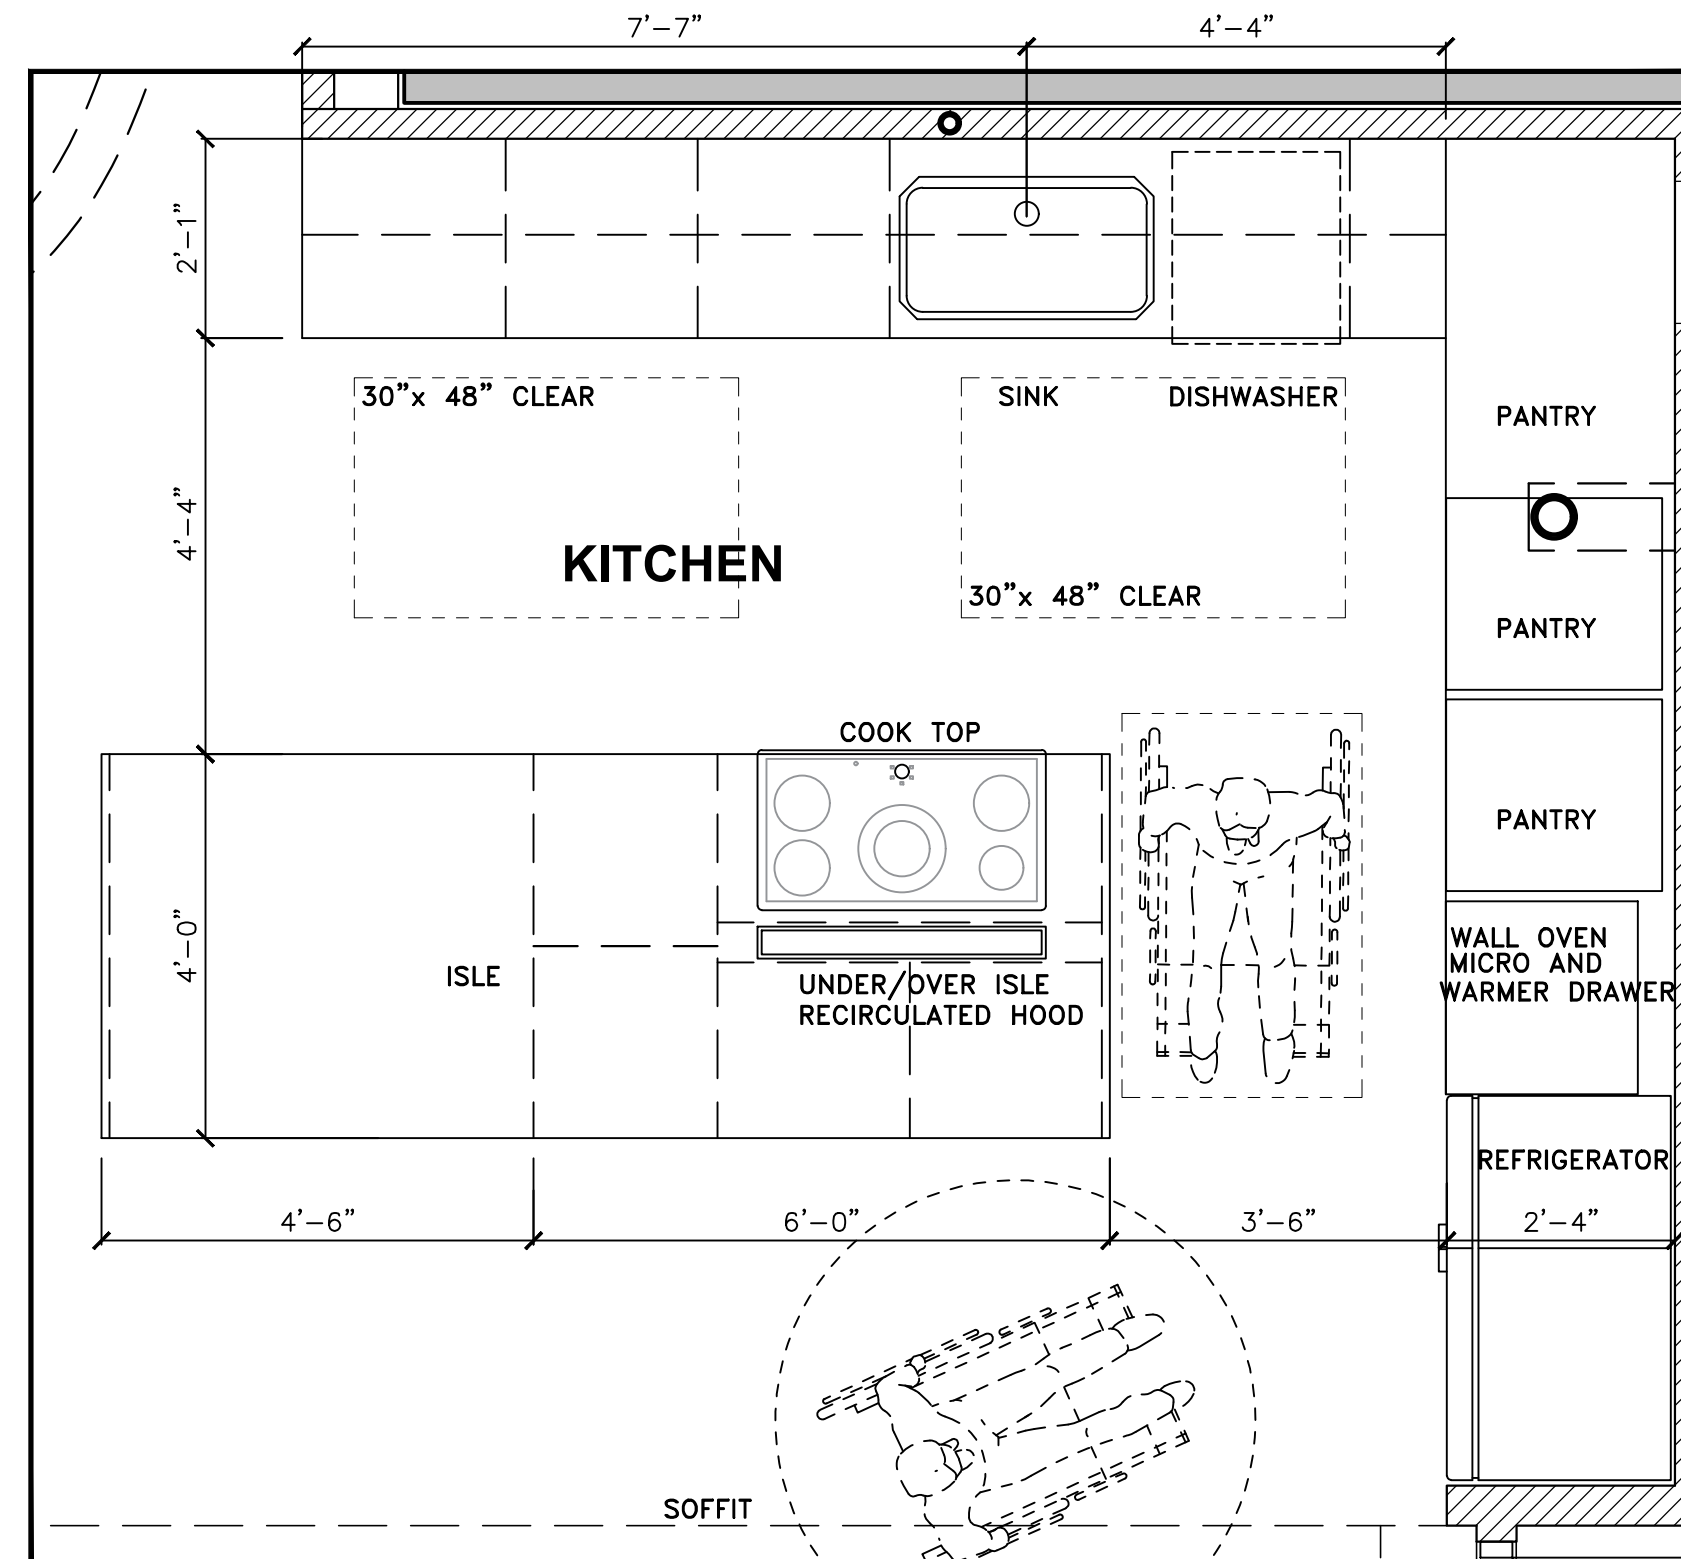 7’–7”
4’–4”
2’–1”
30”x 48” CLEAR
SINK
DISHWASHER
PANTRY
4’–4”
KITCHEN
30”x 48” CLEAR
PANTRY
COOK TOP
PANTRY
4’–0”
ISLE
WALL OVEN
MICRO AND
WARMER DRAWER
UNDER/OVER ISLE
RECIRCULATED HOOD
REFRIGERATOR
4’–6”
6’–0”
3’–6”
2’–4”
SOFFIT